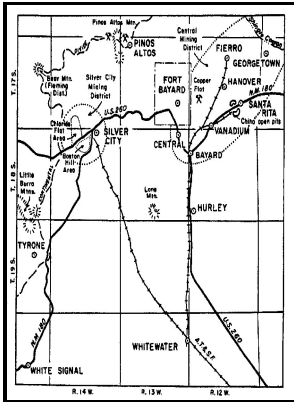 Pinos Altos Mtn.
PINOS
ALTOS
Central
Mining
District
FIERRO
GEORGETOWN
Bear Mtn.
(Fleming
Dist.)
Silver City
Mining
District
FORT
BAYARD
Copper
Flat
HANOVER
SANTA
RITA
N.M. 180
Chino open pits
VANADIUM
U.S. 260
Chloride
Flat
Area
SILVER
CITY
CENTRAL
BAYARD
Boston
Hill
Area
Little
Burro
Mtns.
Lone
Mtn.
HURLEY
TYRONE
N.M. 180
WHITEWATER
A.T.&S.F.
U.S. 260
WHITE SIGNAL
T. 17 S.
T. 18 S.
T. 19 S.
R. 14 W.
R. 13 W.
R. 12 W.